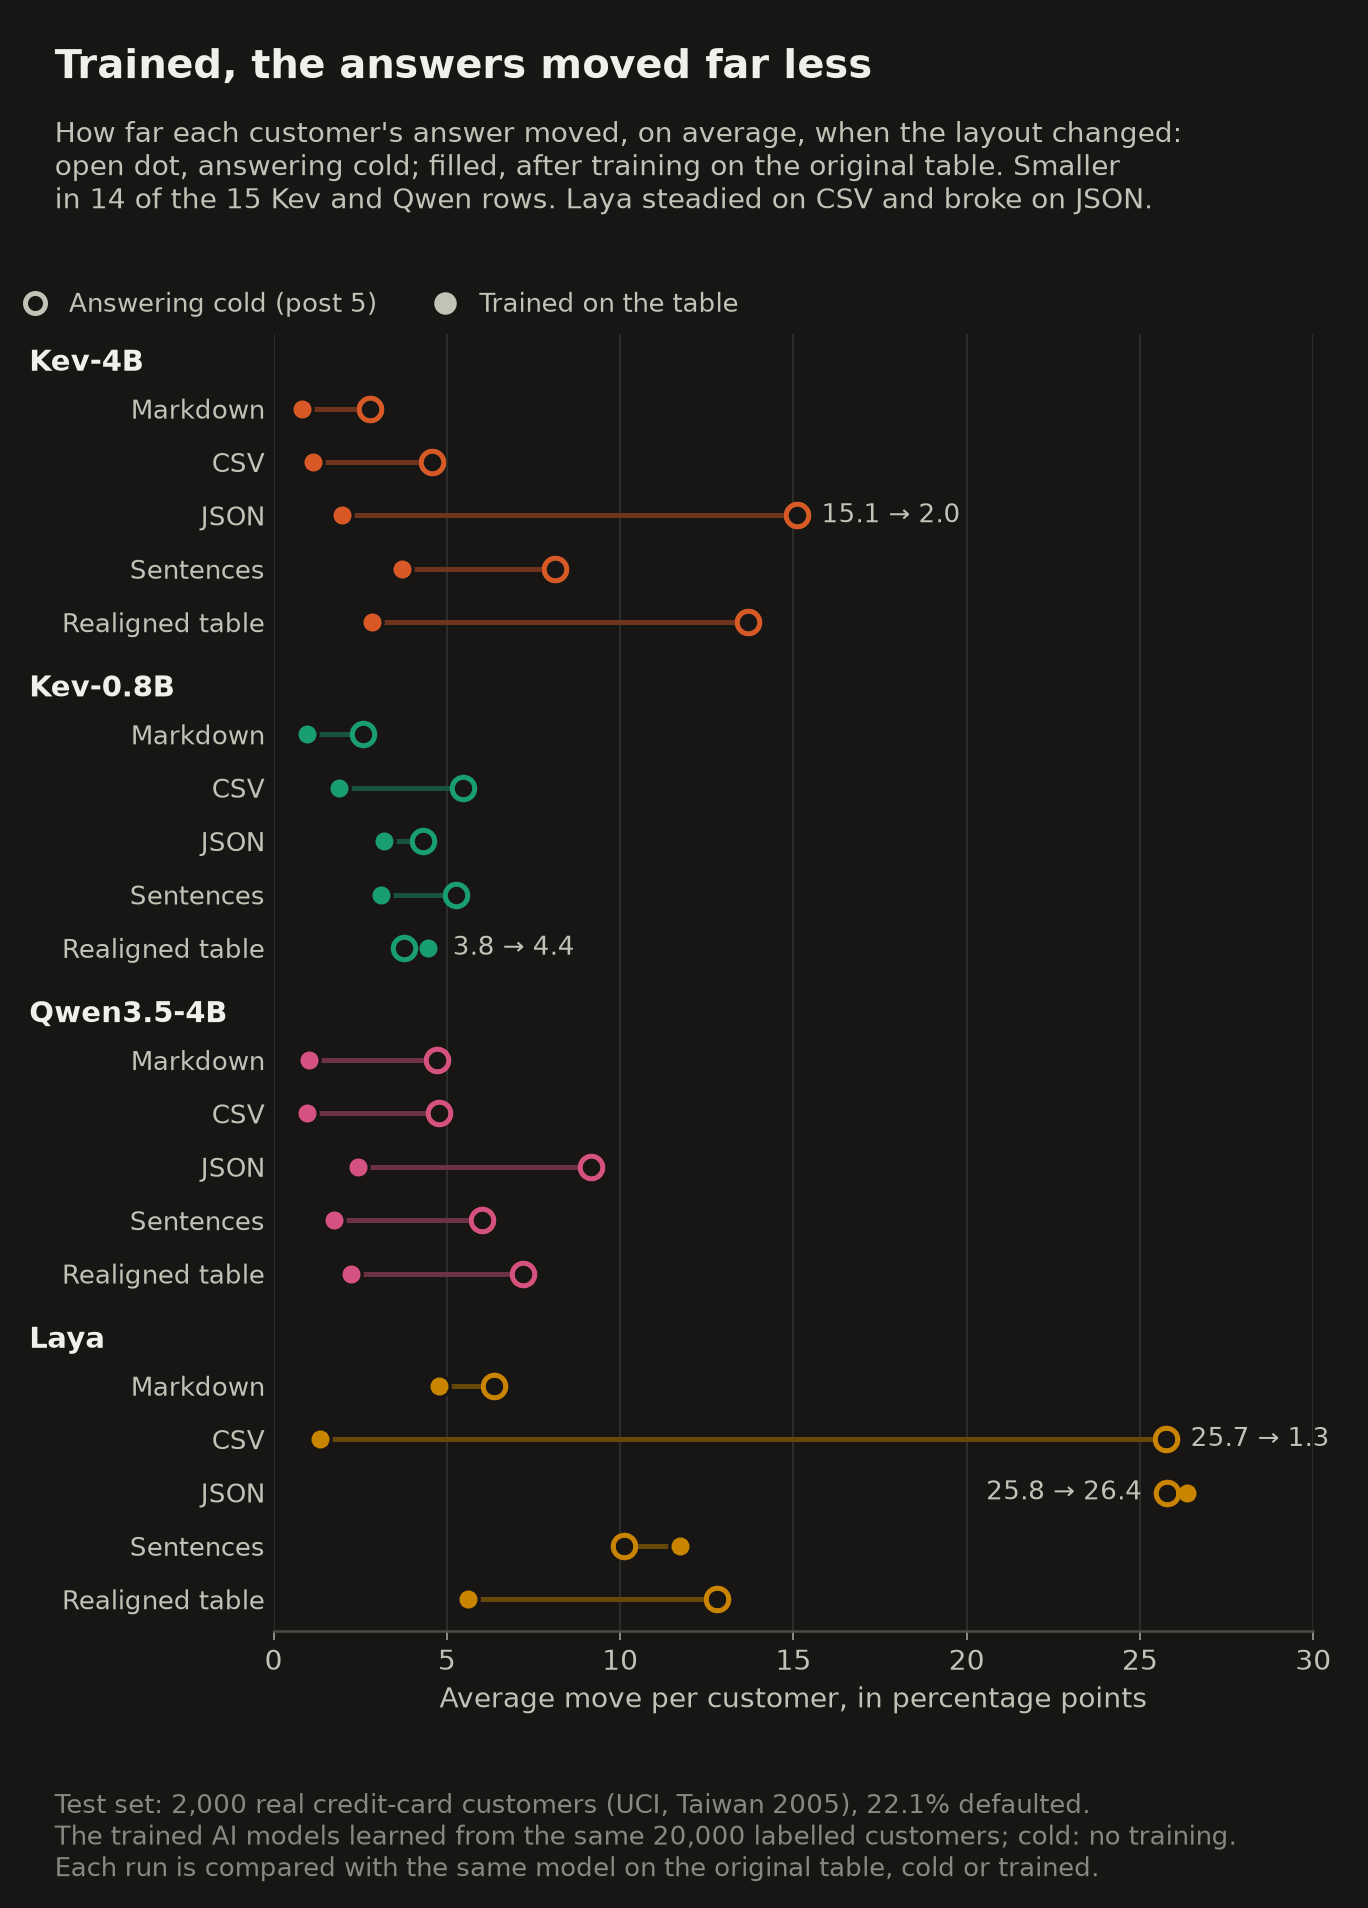 Trained, the answers moved far less
How far each customer's answer moved, on average, when the layout changed:
open dot, answering cold; filled, after training on the original table. Smaller
in 14 of the 15 Kev and Qwen rows. Laya steadied on CSV and broke on JSON.
Answering cold (post 5)
Trained on the table
Kev-4B
Markdown
CSV
JSON
15.1 → 2.0
Sentences
Realigned table
Kev-0.8B
Markdown
CSV
JSON
Sentences
Realigned table
3.8 → 4.4
Qwen3.5-4B
Markdown
CSV
JSON
Sentences
Realigned table
Laya
Markdown
CSV
25.7 → 1.3
JSON
25.8 → 26.4
Sentences
Realigned table
0 5 10 15 20 25 30
Average move per customer, in percentage points
Test set: 2,000 real credit-card customers (UCI, Taiwan 2005), 22.1% defaulted.
The trained AI models learned from the same 20,000 labelled customers; cold: no training.
Each run is compared with the same model on the original table, cold or trained.